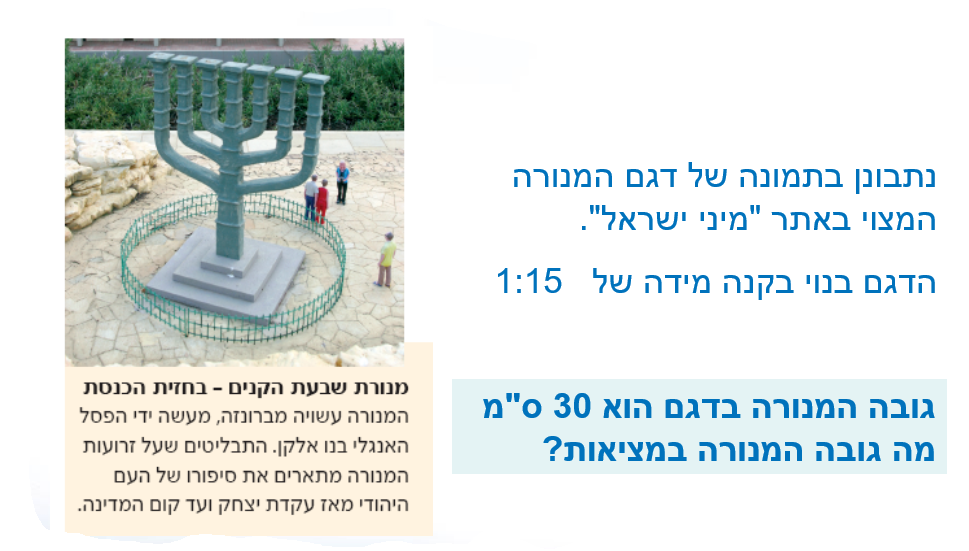 נתבונן בתמונה של דגם המנורה
המצוי באתר "מיני ישראל".
הדגם בנוי בקנה מידה של 1:15
גובה המנורה בדגם הוא 30 ס"מ
מה גובה המנורה במציאות?
מנורת שבעת הקנים – בחזית הכנסת
המנורה עשויה מברונזה, מעשה ידי הפסל
האנגלי בנו אלקן. התבליטים שעל זרועות
המנורה מתארים את סיפורו של העם
היהודי מאז עקדת יצחק ועד קום המדינה.